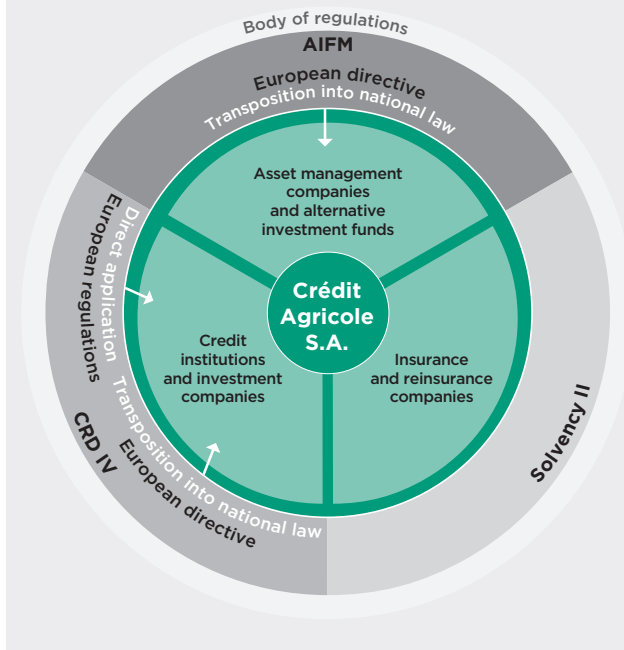 Body of regulations
AIFM
European directive
Transposition into national law
Asset management
companies
and alternative
investment funds
Direct application
European regulations
Crédit
Agricole
S.A.
Credit
institutions
and investment
companies
Insurance
and reinsurance
companies
CRD IV
Transposition into national law
European directive
Solvency II